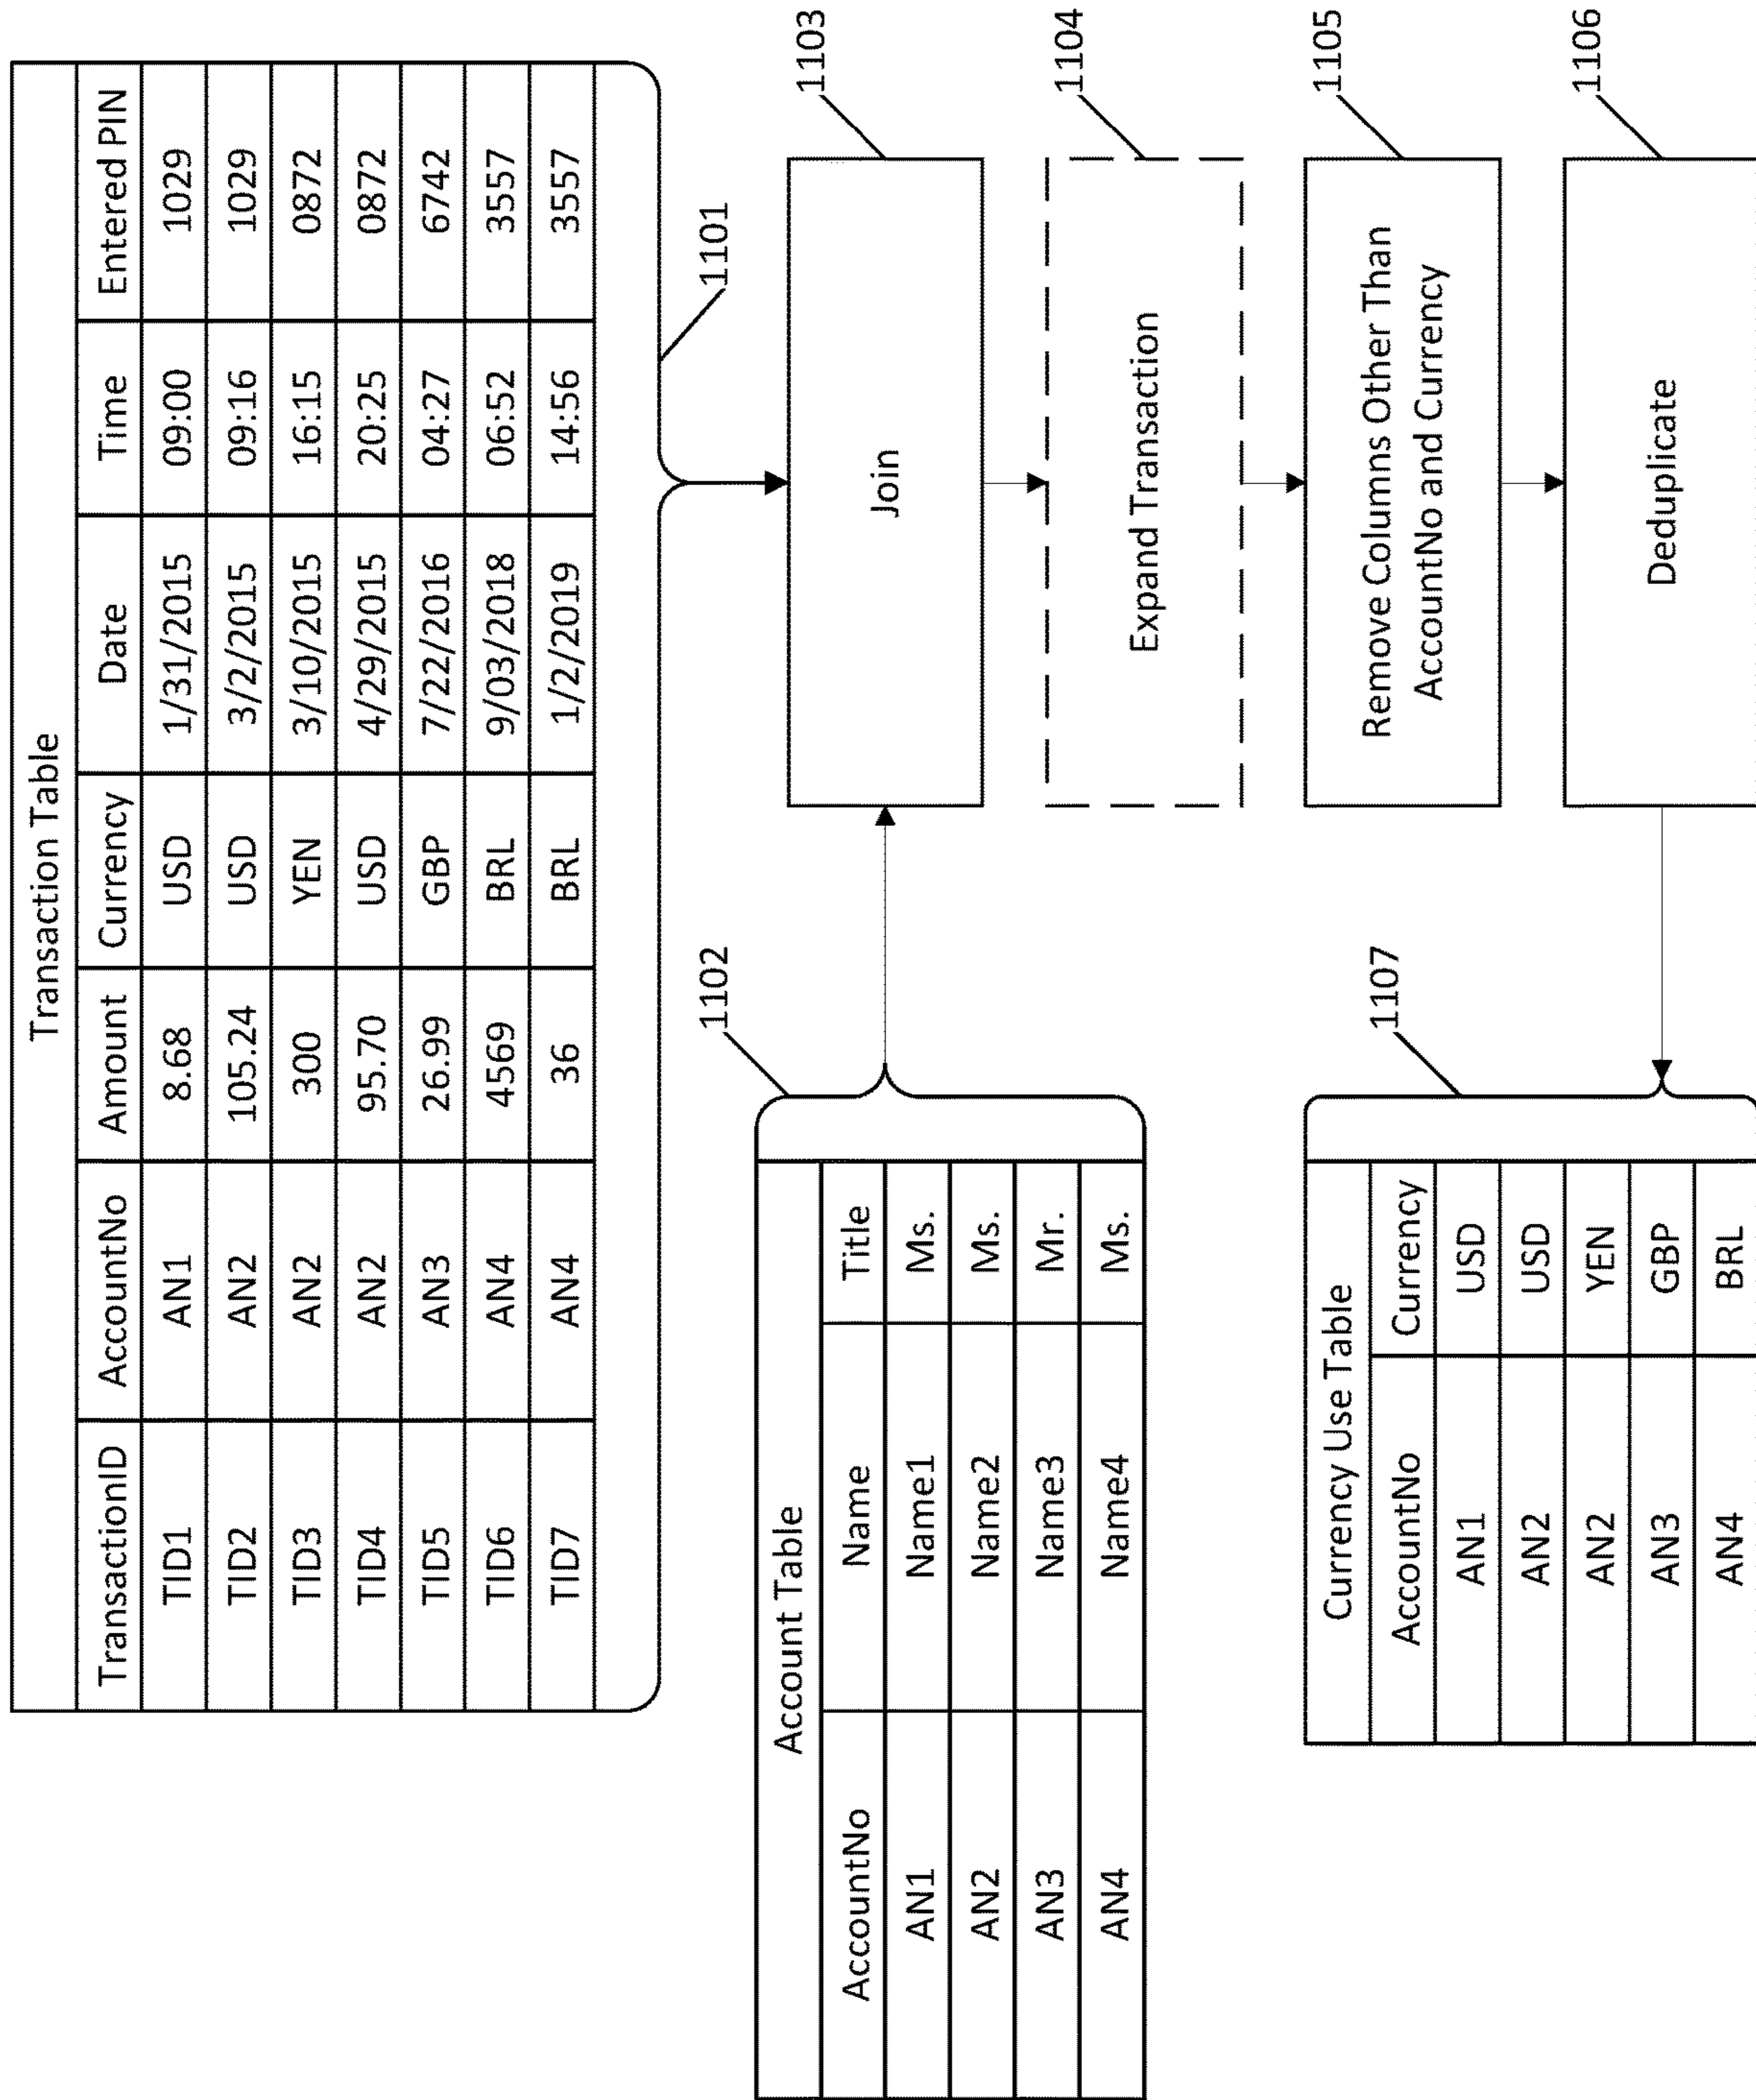 Transaction Table
TransactionID AccountNo Amount Currency Date Time Entered PIN
TID1 AN1 8.68 USD 1/31/2015 09:00 1029
TID2 AN2 105.24 USD 3/2/2015 09:16 1029
TID3 AN2 300 YEN 3/10/2015 16:15 0872
TID4 AN2 95.70 USD 4/29/2015 20:25 0872
TID5 AN3 26.99 GBP 7/22/2016 04:27 6742
TID6 AN4 4569 BRL 9/03/2018 06:52 3557
TID7 AN4 36 BRL 1/2/2019 14:56 3557
1101
1102
Account Table
AccountNo Name Title
AN1 Name1 Ms.
AN2 Name2 Ms.
AN3 Name3 Mr.
AN4 Name4 Ms.
1103
Join
1104
Expand Transaction
1105
Remove Columns Other Than
AccountNo and Currency
1106
Deduplicate
1107
Currency Use Table
AccountNo Currency
AN1 USD
AN2 USD
AN2 YEN
AN3 GBP
AN4 BRL